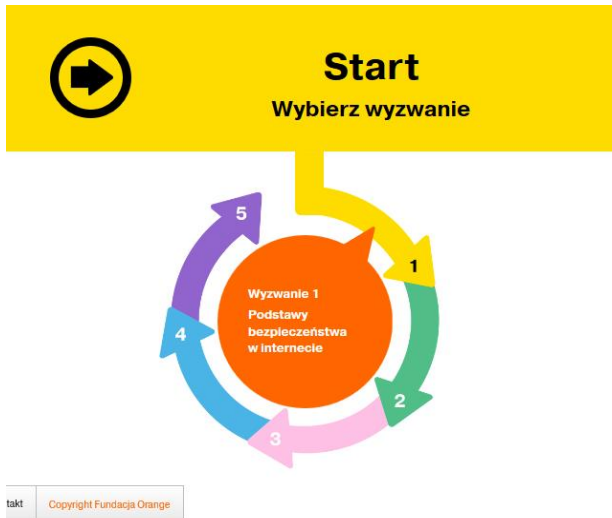 Start
Wybierz wyzwanie
5
1
Wyzwanie 1
Podstawy
bezpieczeństwa
w internecie
4
2
3
takt
Copyright Fundacja Orange